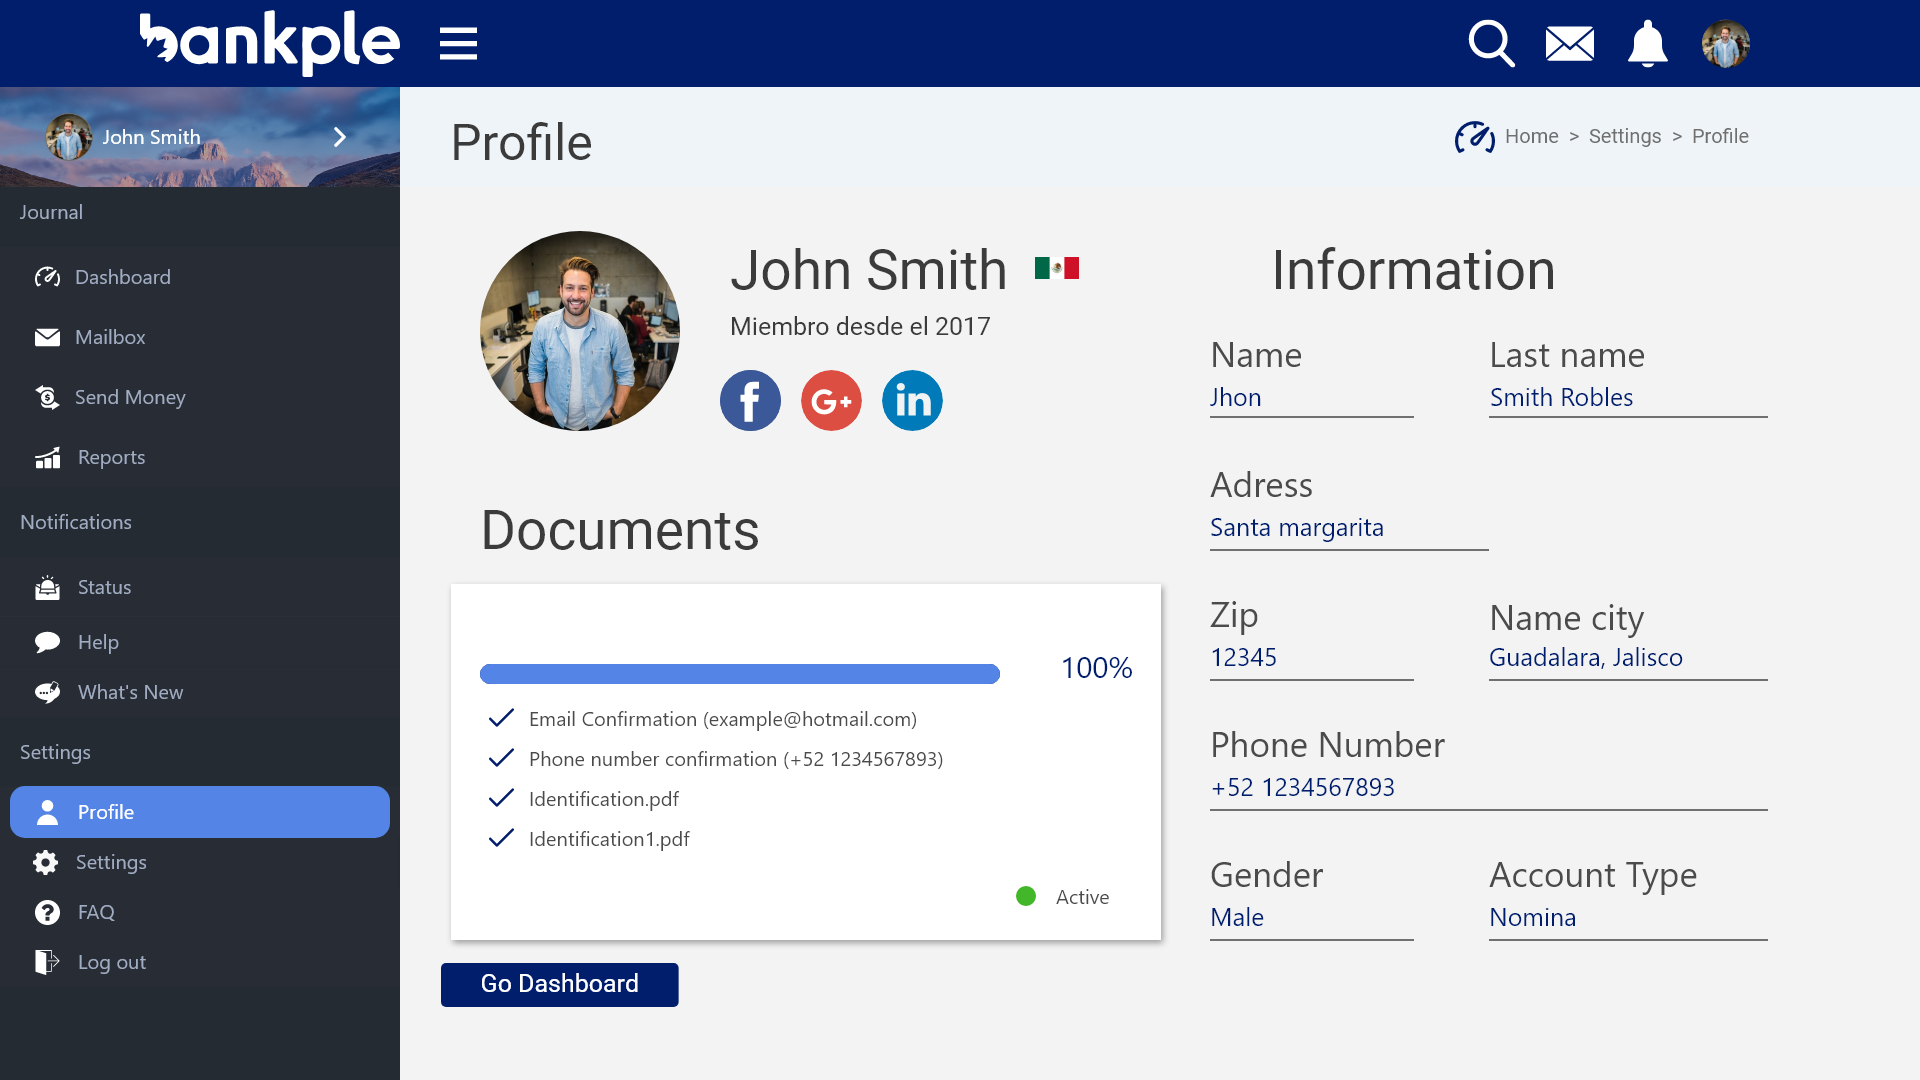 bankple
John Smith
Profile
Home > Settings > Profile
Journal
Dashboard
Mailbox
Send Money
Reports
Notifications
Status
Help
What's New
Settings
Profile
Settings
FAQ
Log out
John Smith
Miembro desde el 2017
f
G+
in
Documents
100%
Email Confirmation (example@hotmail.com)
Phone number confirmation (+52 1234567893)
Identification.pdf
Identification1.pdf
Active
Go Dashboard
Information
Name
Last name
Jhon
Smith Robles
Adress
Santa margarita
Zip
Name city
12345
Guadalara, Jalisco
Phone Number
+52 1234567893
Gender
Account Type
Male
Nomina